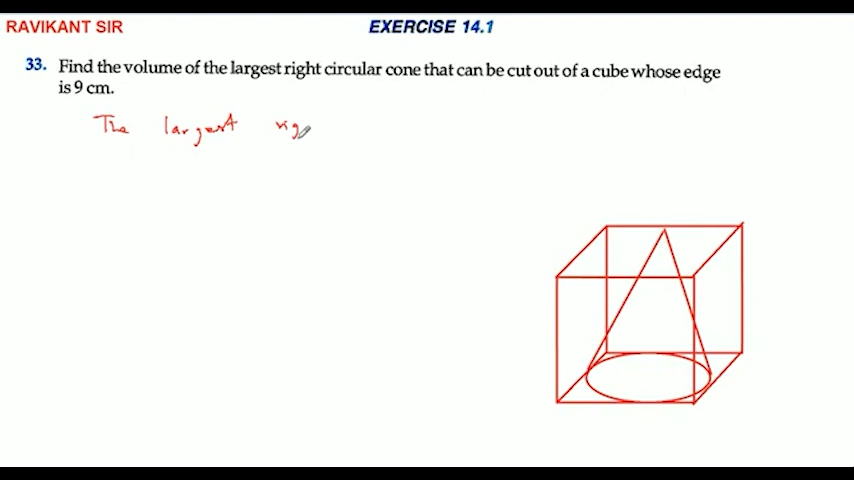 RAVIKANT SIR
EXERCISE 14.1
33. Find the volume of the largest right circular cone that can be cut out of a cube whose edge
is 9 cm.
The largest rig